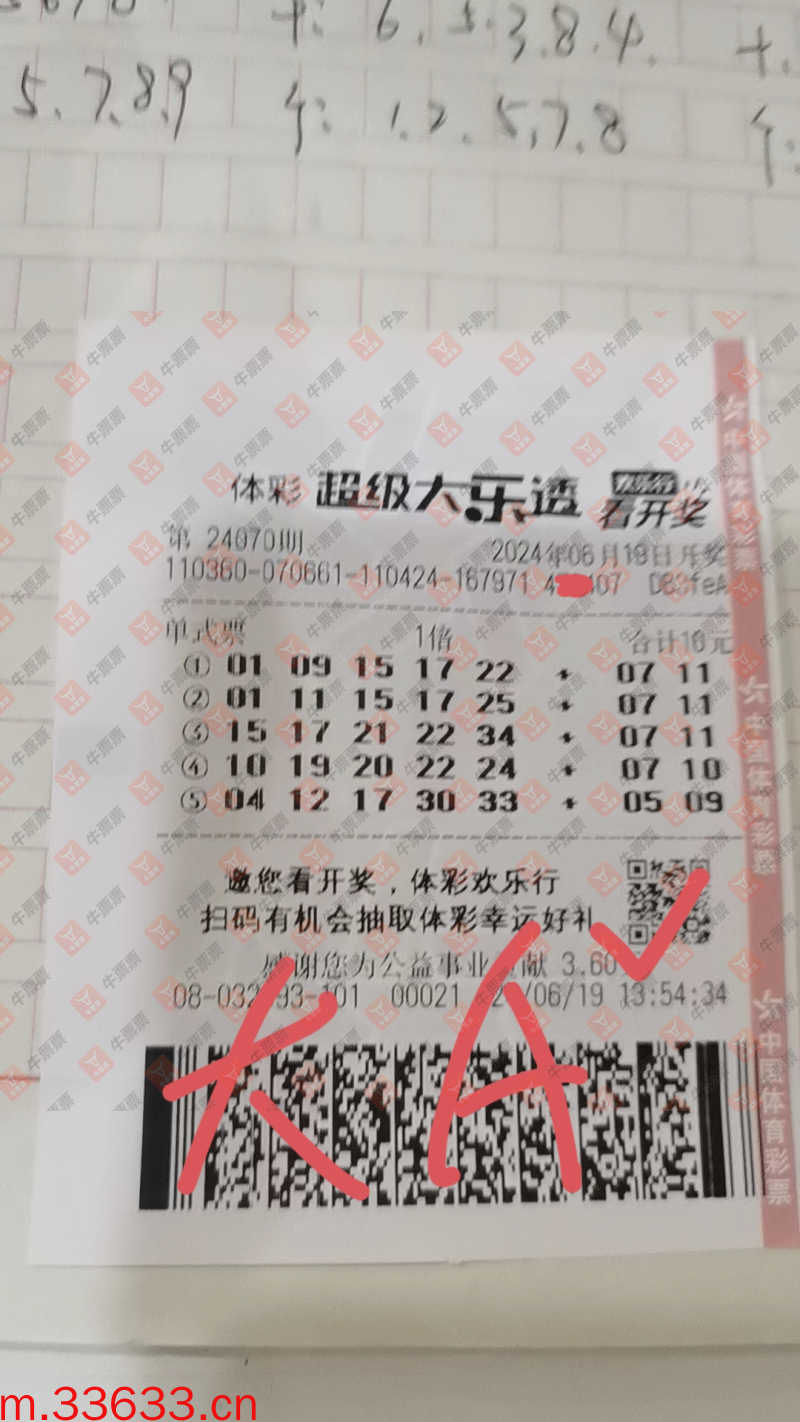 十: 6.5.3.8.4.
5.7.8.9 个: 1.2.5.7.8
体彩 超级大乐透 看开奖
第 24070期 2024年06月19日开奖
110360-070661-110424-167971
单式票 1倍 合计10元
① 01 09 15 17 22 + 07 11
② 01 11 15 17 25 + 07 11
③ 15 17 21 22 34 + 07 11
④ 10 19 20 22 24 + 07 10
⑤ 04 12 17 30 33 + 05 09
邀您看开奖，体彩欢乐行
扫码有机会抽取体彩幸运好礼
感谢您为公益事业贡献 3.60
00021 /06/19 13:54:34
KA
中国体育彩票
牛票票
m.33633.cn